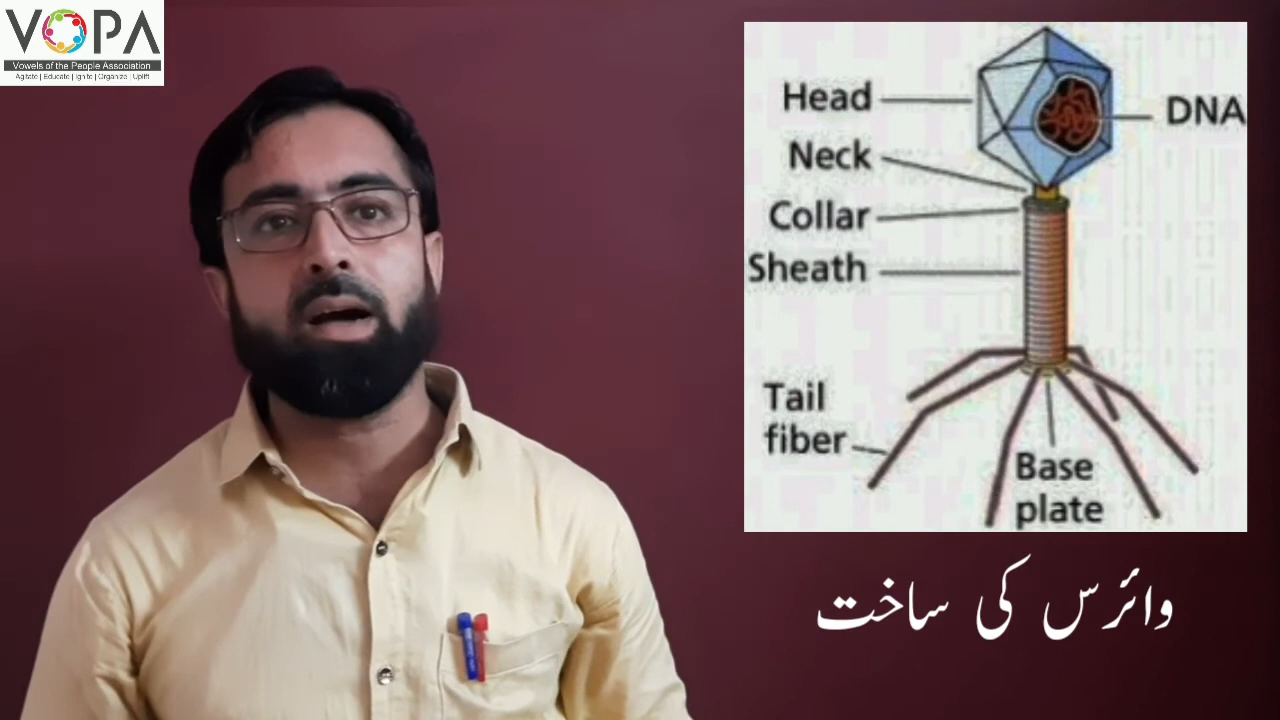 VOPA
Vowels of the People Association
Agitate | Educate | Ignite | Organize | Uplift
Head
DNA
Neck
Collar
Sheath
Tail
fiber
Base
plate
وائرس کی ساخت